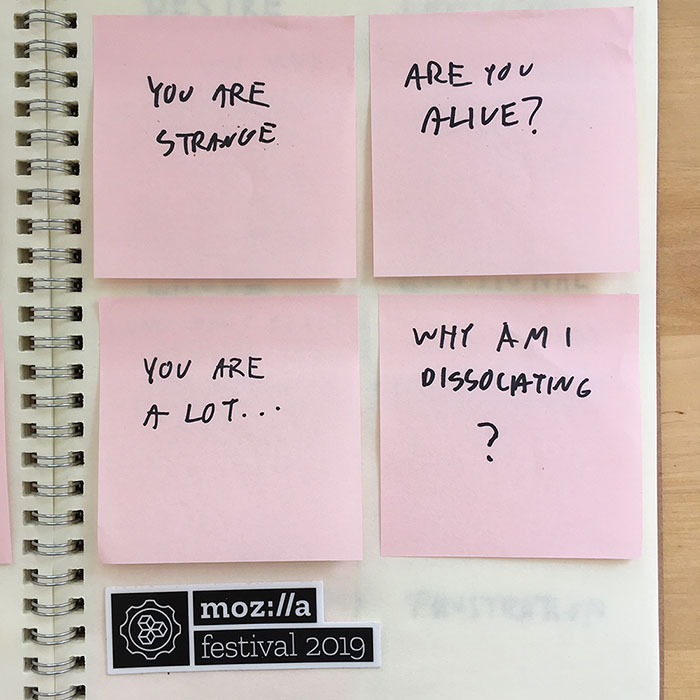 YOU ARE
STRANGE
ARE YOU
ALIVE?
YOU ARE
A LOT...
WHY AM I
DISSOCIATING
?
moz://a
festival 2019